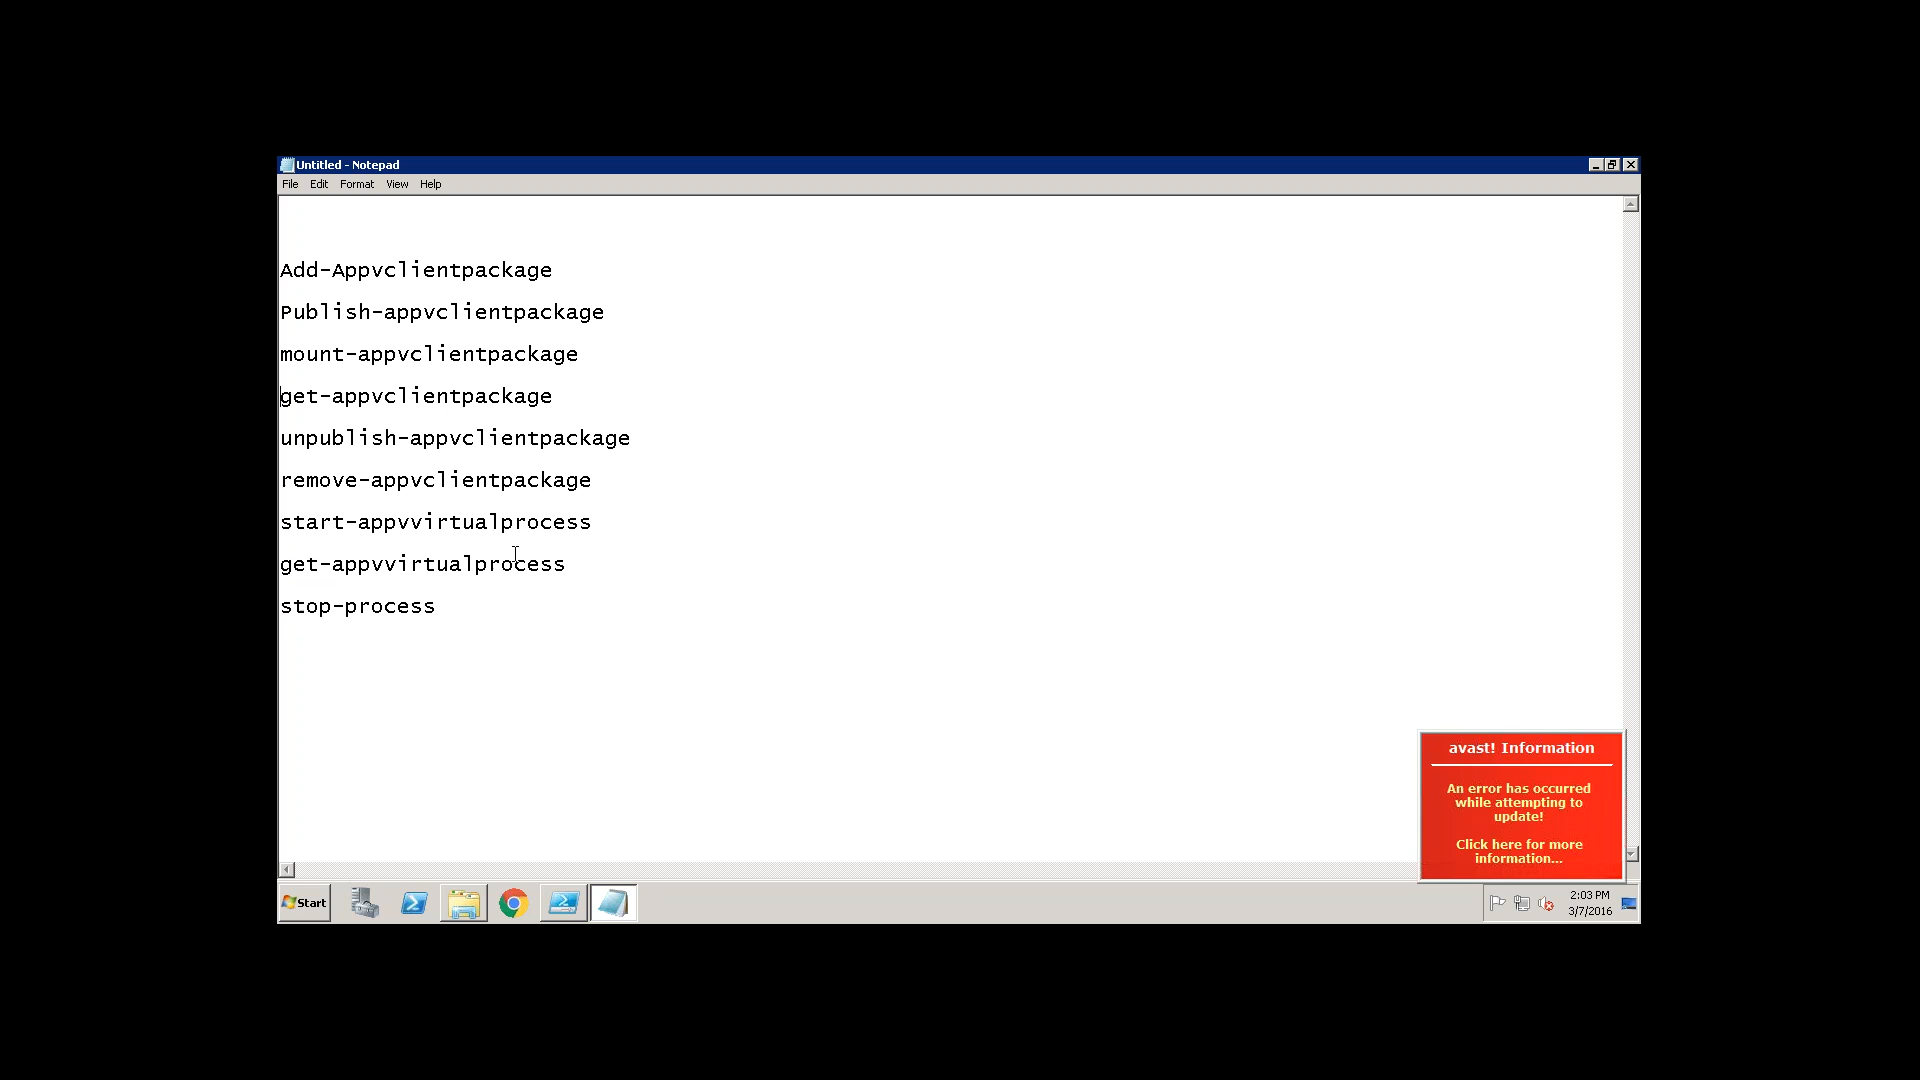 Untitled - Notepad
File Edit Format View Help
Add-Appvclientpackage
Publish-appvclientpackage
mount-appvclientpackage
get-appvclientpackage
unpublish-appvclientpackage
remove-appvclientpackage
start-appvvirtualprocess
get-appvvirtualprocess
stop-process
avast! Information
An error has occurred
while attempting to
update!
Click here for more
information...
Start
2:03 PM
3/7/2016